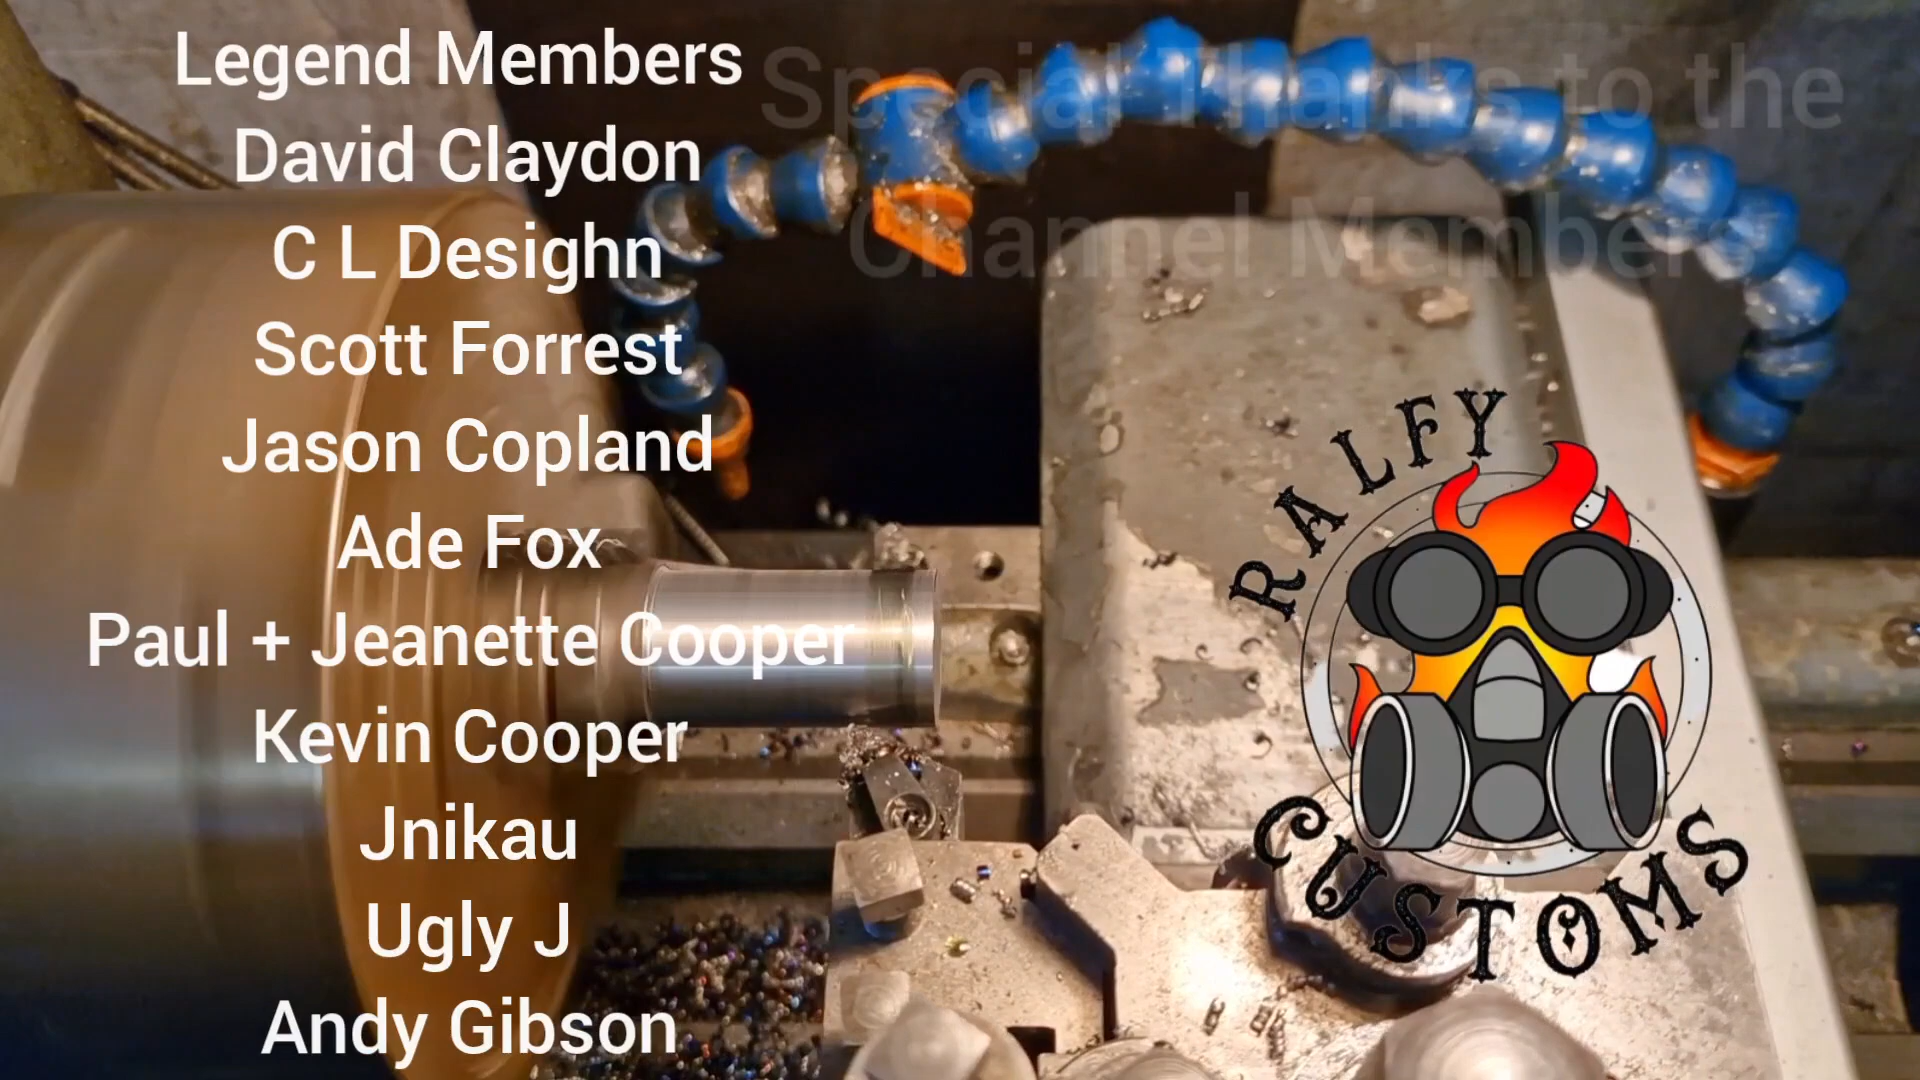 Legend Members
David Claydon
C L Desighn
Scott Forrest
Jason Copland
Ade Fox
Paul + Jeanette Cooper
Kevin Cooper
Jnikau
Ugly J
Andy Gibson
Special Thanks to the
Channel Members
RALFY
CUSTOMS